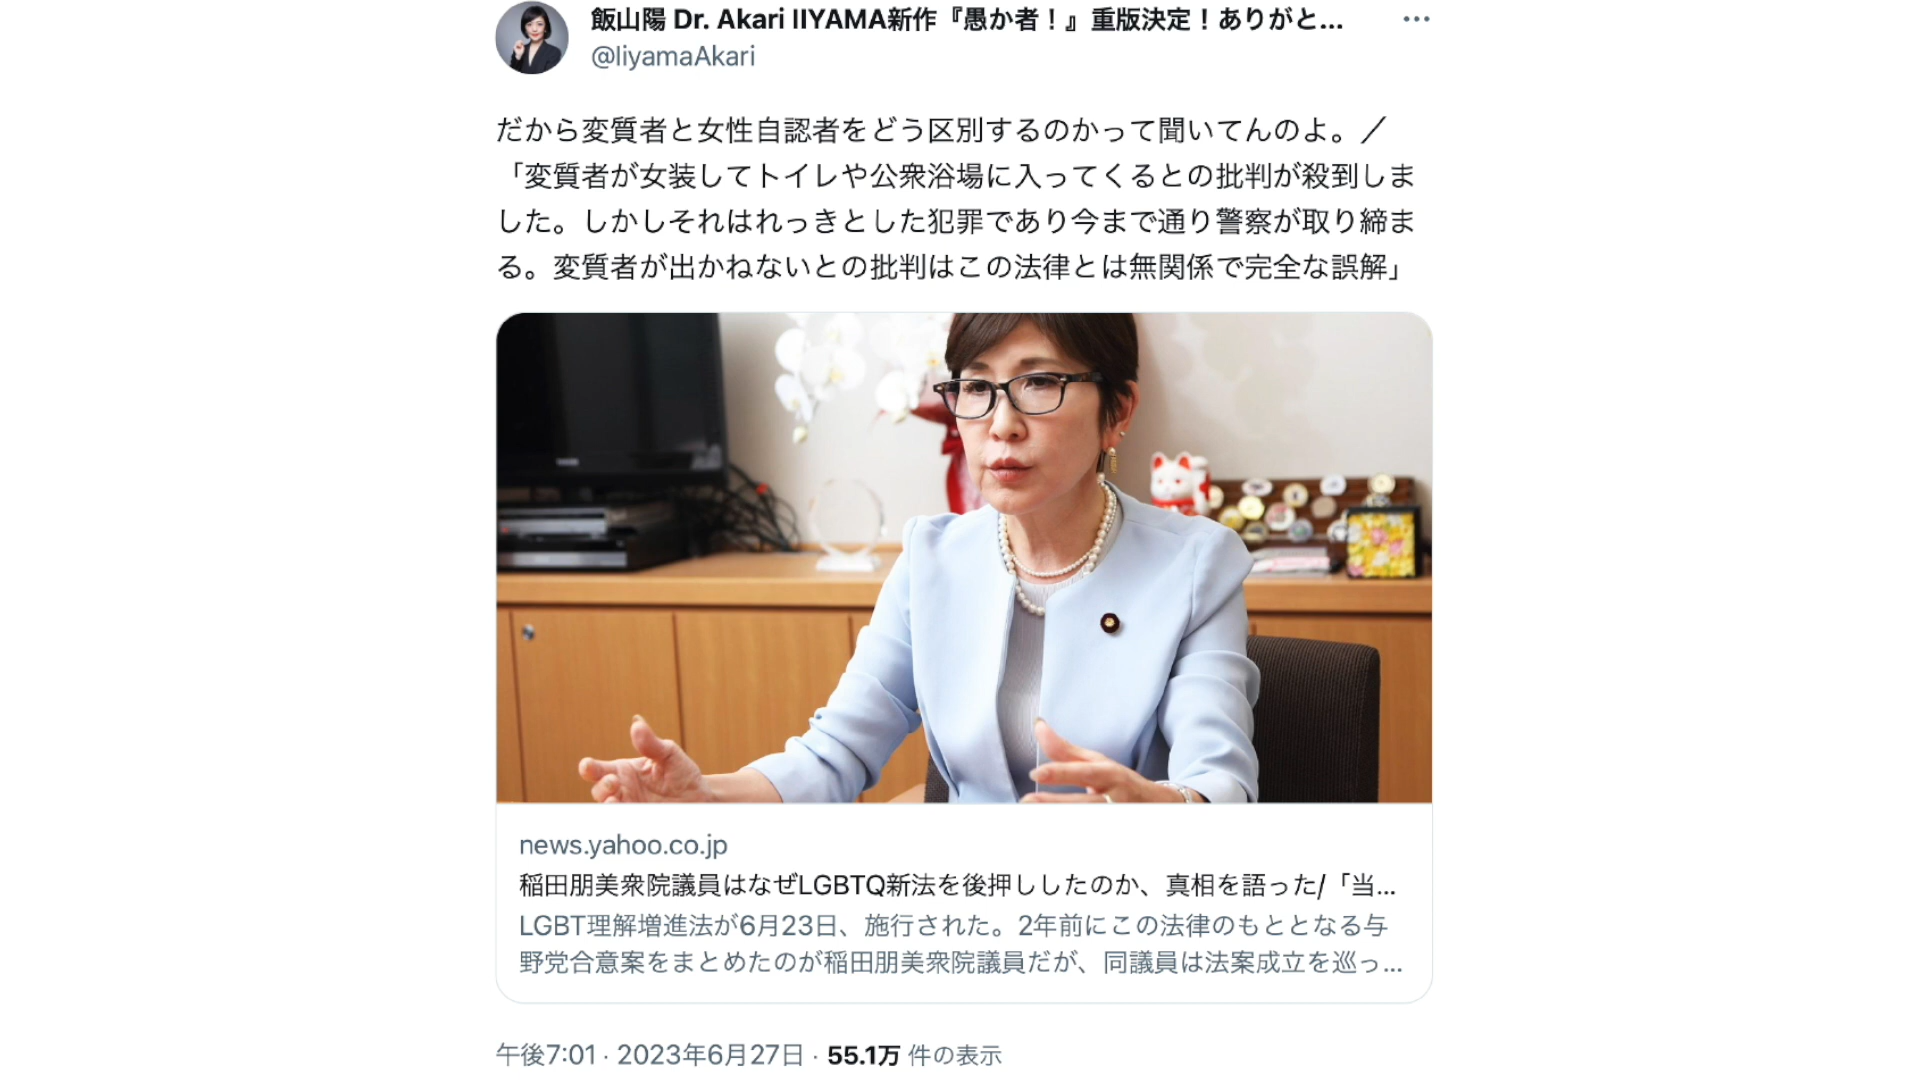 飯山陽 Dr. Akari IIYAMA新作『愚か者！』重版決定！ありがと...
@IiyamaAkari
だから変質者と女性自認者をどう区別するのかって聞いてんのよ。／
「変質者が女装してトイレや公衆浴場に入ってくるとの批判が殺到しま
した。しかしそれはれっきとした犯罪であり今まで通り警察が取り締ま
る。変質者が出かねないとの批判はこの法律とは無関係で完全な誤解」
news.yahoo.co.jp
稲田朋美衆院議員はなぜLGBTQ新法を後押ししたのか、真相を語った/「当...
LGBT理解増進法が6月23日、施行された。2年前にこの法律のもととなる与
野党合意案をまとめたのが稲田朋美衆院議員だが、同議員は法案成立を巡っ...
午後7:01 · 2023年6月27日 · 55.1万 件の表示